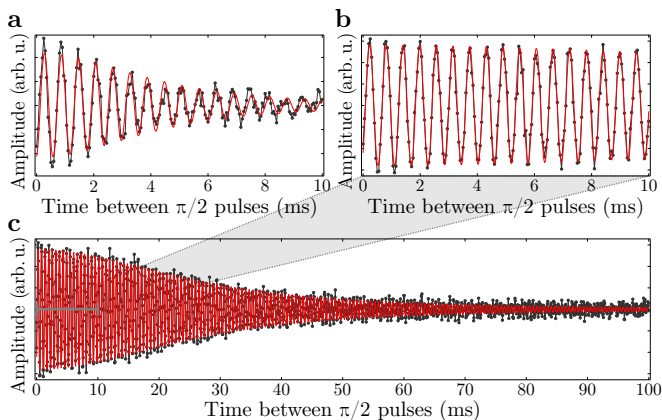 a
b
Amplitude (arb. u.)
Amplitude (arb. u.)
0 2 4 6 8 10
0 2 4 6 8 10
Time between π/2 pulses (ms)
Time between π/2 pulses (ms)
c
Amplitude (arb. u.)
0 10 20 30 40 50 60 70 80 90 100
Time between π/2 pulses (ms)